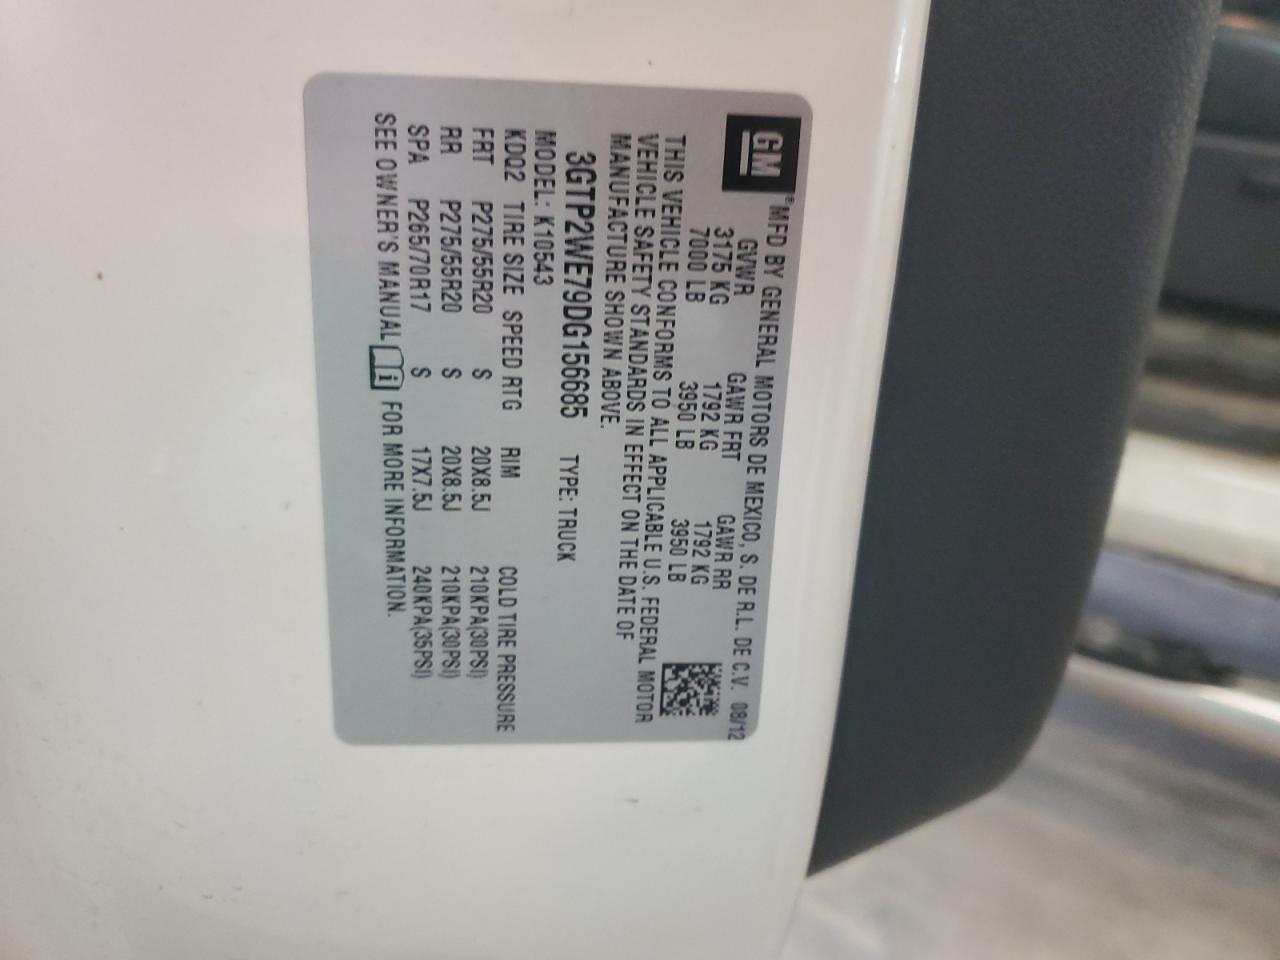 GM
®MFD BY GENERAL MOTORS DE MEXICO, S. DE R.L. DE C.V. 08/12
GVWR GAWR FRT GAWR RR
3175 KG 1792 KG 1792 KG
7000 LB 3950 LB 3950 LB
THIS VEHICLE CONFORMS TO ALL APPLICABLE U.S. FEDERAL MOTOR
VEHICLE SAFETY STANDARDS IN EFFECT ON THE DATE OF
MANUFACTURE SHOWN ABOVE.
3GTP2WE79DG156685 TYPE: TRUCK
MODEL: K10543
KDQ2 TIRE SIZE SPEED RTG RIM COLD TIRE PRESSURE
FRT P275/55R20 S 20X8.5J 210KPA(30PSI)
RR P275/55R20 S 20X8.5J 210KPA(30PSI)
SPA P265/70R17 S 17X7.5J 240KPA(35PSI)
SEE OWNER'S MANUAL i FOR MORE INFORMATION.